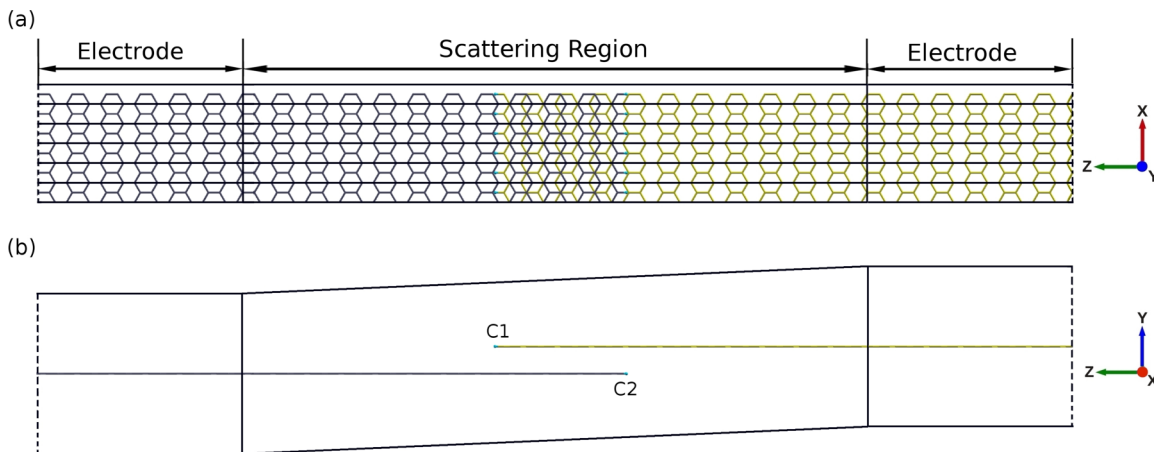 (a)
Electrode
Scattering Region
Electrode
X
Z
Y
(b)
C1
C2
Y
Z
X